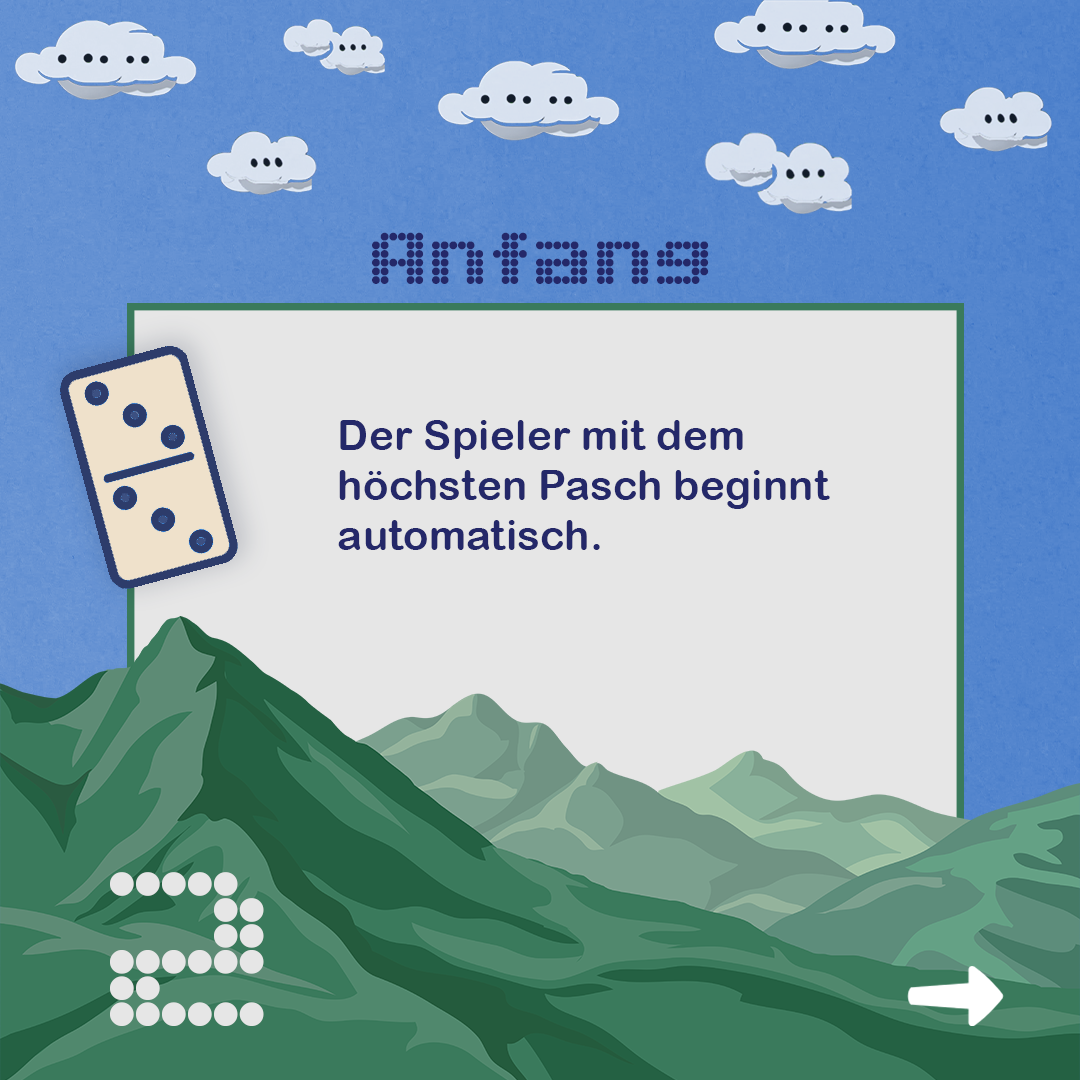 Anfang
Der Spieler mit dem
höchsten Pasch beginnt
automatisch.
2